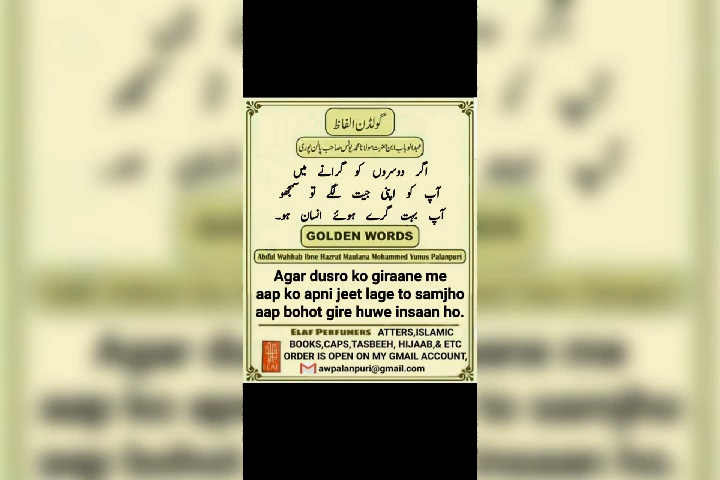 گولڈن الفاظ
عبدالوہاب ابن حضرت مولانا محمد یونس صاحب پالن پوری
اگر دوسروں کو گرانے میں
آپ کو اپنی جیت لگے تو سمجھو
آپ بہت گرے ہوئے انسان ہو۔
GOLDEN WORDS
Abdul Wahhab Ibne Hazrat Maulana Mohammed Yunus Palanpuri
Agar dusro ko giraane me
aap ko apni jeet lage to samjho
aap bohot gire huwe insaan ho.
ELAF PERFUMERS ATTERS,ISLAMIC
BOOKS,CAPS,TASBEEH, HIJAAB,& ETC
ORDER IS OPEN ON MY GMAIL ACCOUNT,
ELAF
awpalanpuri@gmail.com